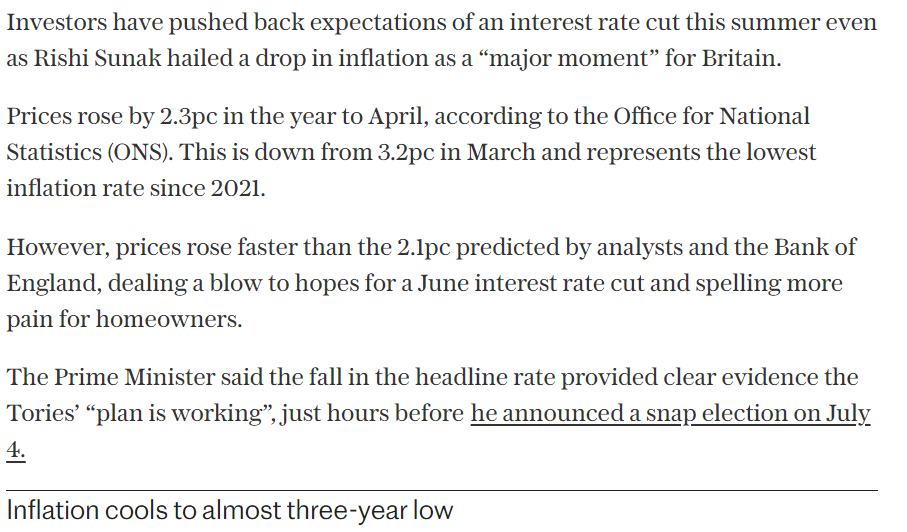 Investors have pushed back expectations of an interest rate cut this summer even
as Rishi Sunak hailed a drop in inflation as a “major moment” for Britain.
Prices rose by 2.3pc in the year to April, according to the Office for National
Statistics (ONS). This is down from 3.2pc in March and represents the lowest
inflation rate since 2021.
However, prices rose faster than the 2.1pc predicted by analysts and the Bank of
England, dealing a blow to hopes for a June interest rate cut and spelling more
pain for homeowners.
The Prime Minister said the fall in the headline rate provided clear evidence the
Tories’ “plan is working”, just hours before he announced a snap election on July
4.
Inflation cools to almost three-year low